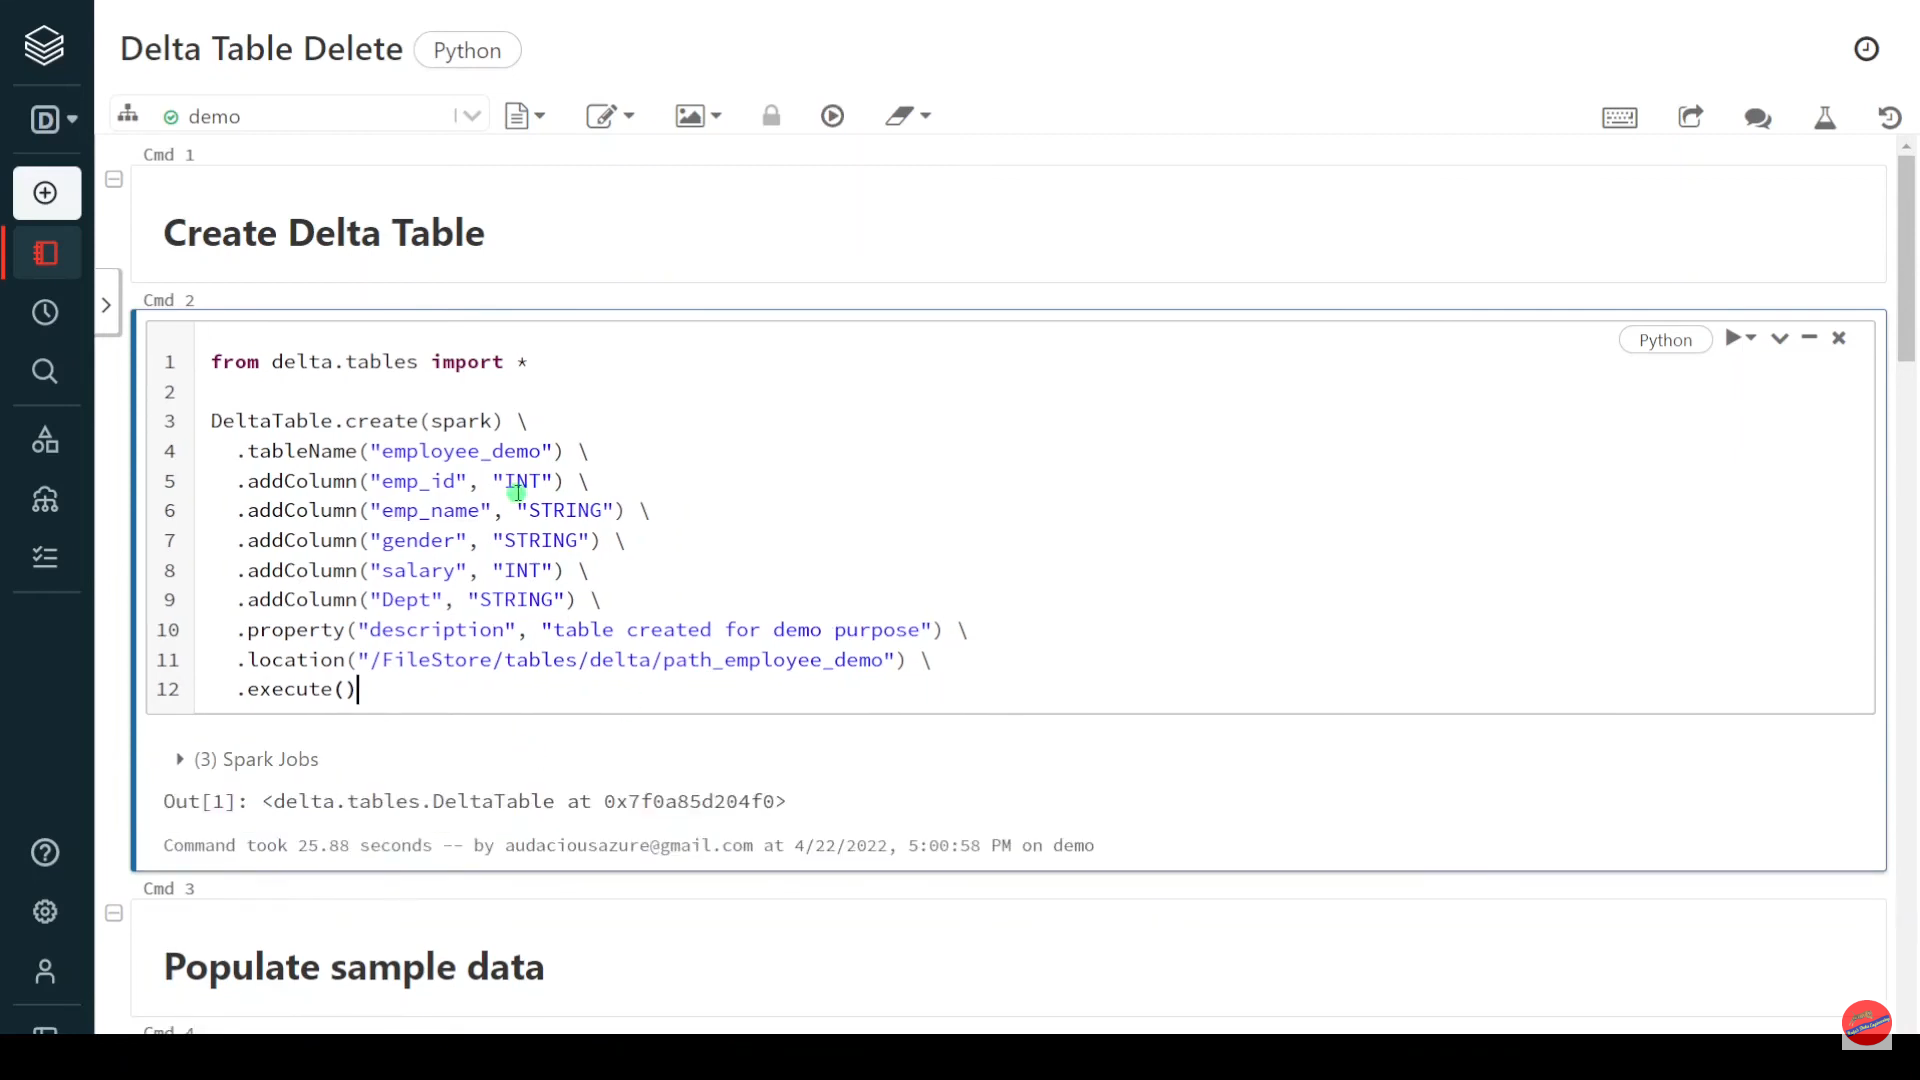 Delta Table Delete Python
demo
Cmd 1
Create Delta Table
Cmd 2
Python
1 from delta.tables import *
2
3 DeltaTable.create(spark) \
4 .tableName("employee_demo") \
5 .addColumn("emp_id", "INT") \
6 .addColumn("emp_name", "STRING") \
7 .addColumn("gender", "STRING") \
8 .addColumn("salary", "INT") \
9 .addColumn("Dept", "STRING") \
10 .property("description", "table created for demo purpose") \
11 .location("/FileStore/tables/delta/path_employee_demo") \
12 .execute()
(3) Spark Jobs
Out[1]: <delta.tables.DeltaTable at 0x7f0a85d204f0>
Command took 25.88 seconds -- by audaciousazure@gmail.com at 4/22/2022, 5:00:58 PM on demo
Cmd 3
Populate sample data
Cmd 4